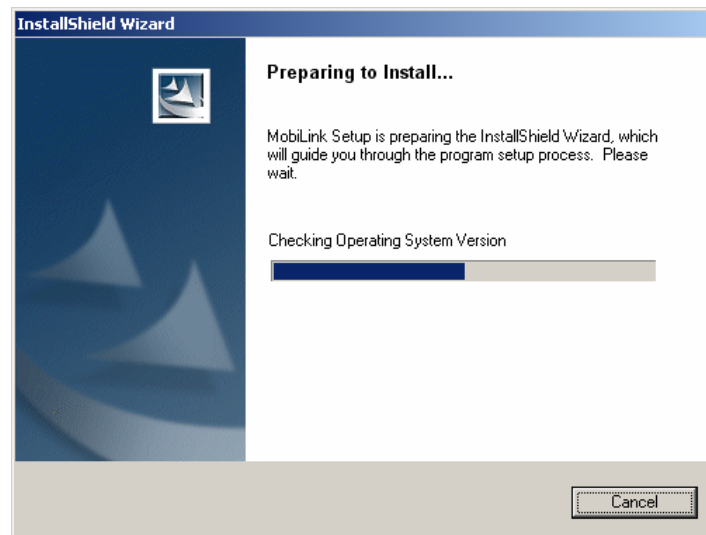 InstallShield Wizard
Preparing to Install...
MobiLink Setup is preparing the InstallShield Wizard, which
will guide you through the program setup process.  Please
wait.
Checking Operating System Version
Cancel